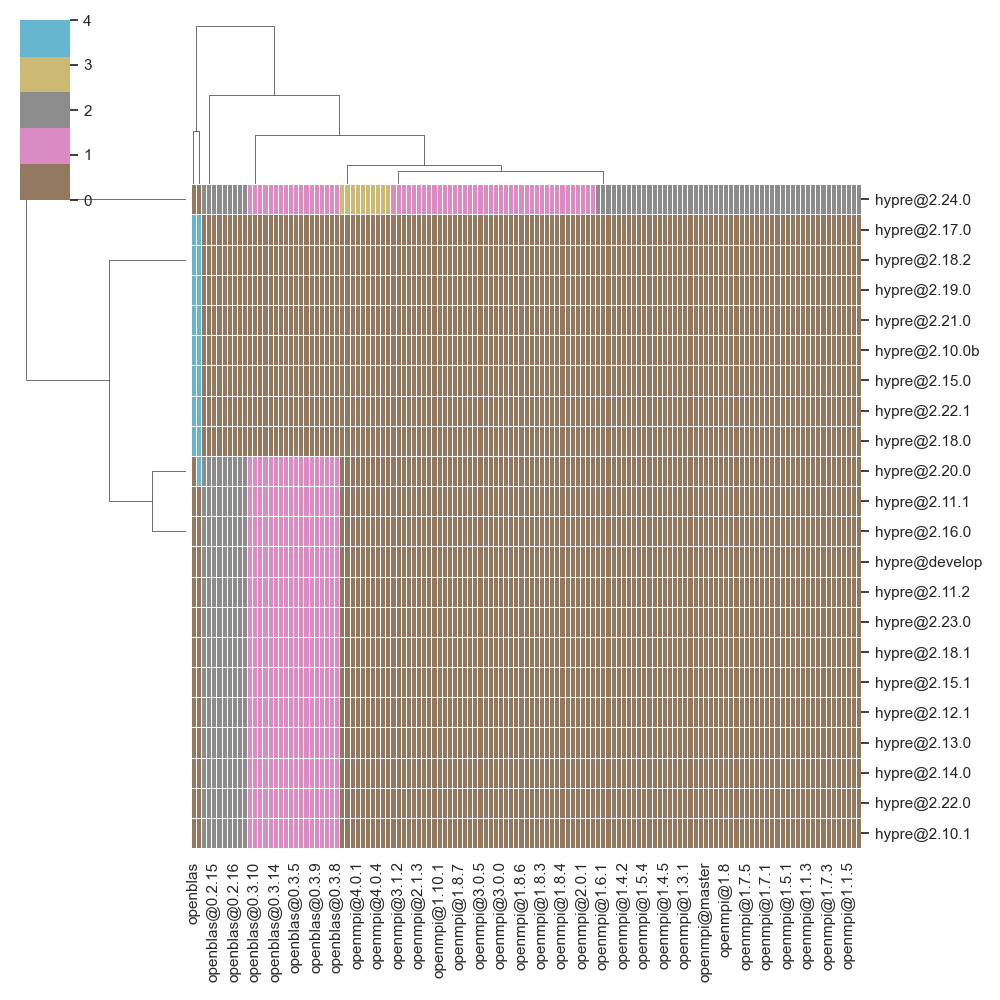 4
3
2
1
0
hypre@2.24.0
hypre@2.17.0
hypre@2.18.2
hypre@2.19.0
hypre@2.21.0
hypre@2.10.0b
hypre@2.15.0
hypre@2.22.1
hypre@2.18.0
hypre@2.20.0
hypre@2.11.1
hypre@2.16.0
hypre@develop
hypre@2.11.2
hypre@2.23.0
hypre@2.18.1
hypre@2.15.1
hypre@2.12.1
hypre@2.13.0
hypre@2.14.0
hypre@2.22.0
hypre@2.10.1
openblas
openblas@0.2.15
openblas@0.2.16
openblas@0.3.10
openblas@0.3.14
openblas@0.3.5
openblas@0.3.9
openblas@0.3.8
openmpi@4.0.1
openmpi@4.0.4
openmpi@3.1.2
openmpi@2.1.3
openmpi@1.10.1
openmpi@1.8.7
openmpi@3.0.5
openmpi@3.0.0
openmpi@1.8.6
openmpi@1.8.3
openmpi@1.8.4
openmpi@2.0.1
openmpi@1.6.1
openmpi@1.4.2
openmpi@1.5.4
openmpi@1.4.5
openmpi@1.3.1
openmpi@master
openmpi@1.8
openmpi@1.7.5
openmpi@1.7.1
openmpi@1.5.1
openmpi@1.1.3
openmpi@1.7.3
openmpi@1.1.5